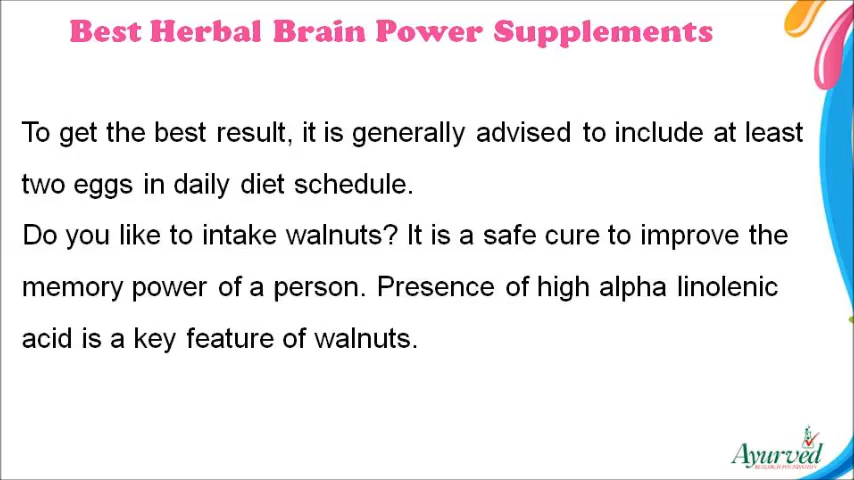 Best Herbal Brain Power Supplements
To get the best result, it is generally advised to include at least
two eggs in daily diet schedule.
Do you like to intake walnuts? It is a safe cure to improve the
memory power of a person. Presence of high alpha linolenic
acid is a key feature of walnuts.
Ayurved
RESEARCH FOUNDATION